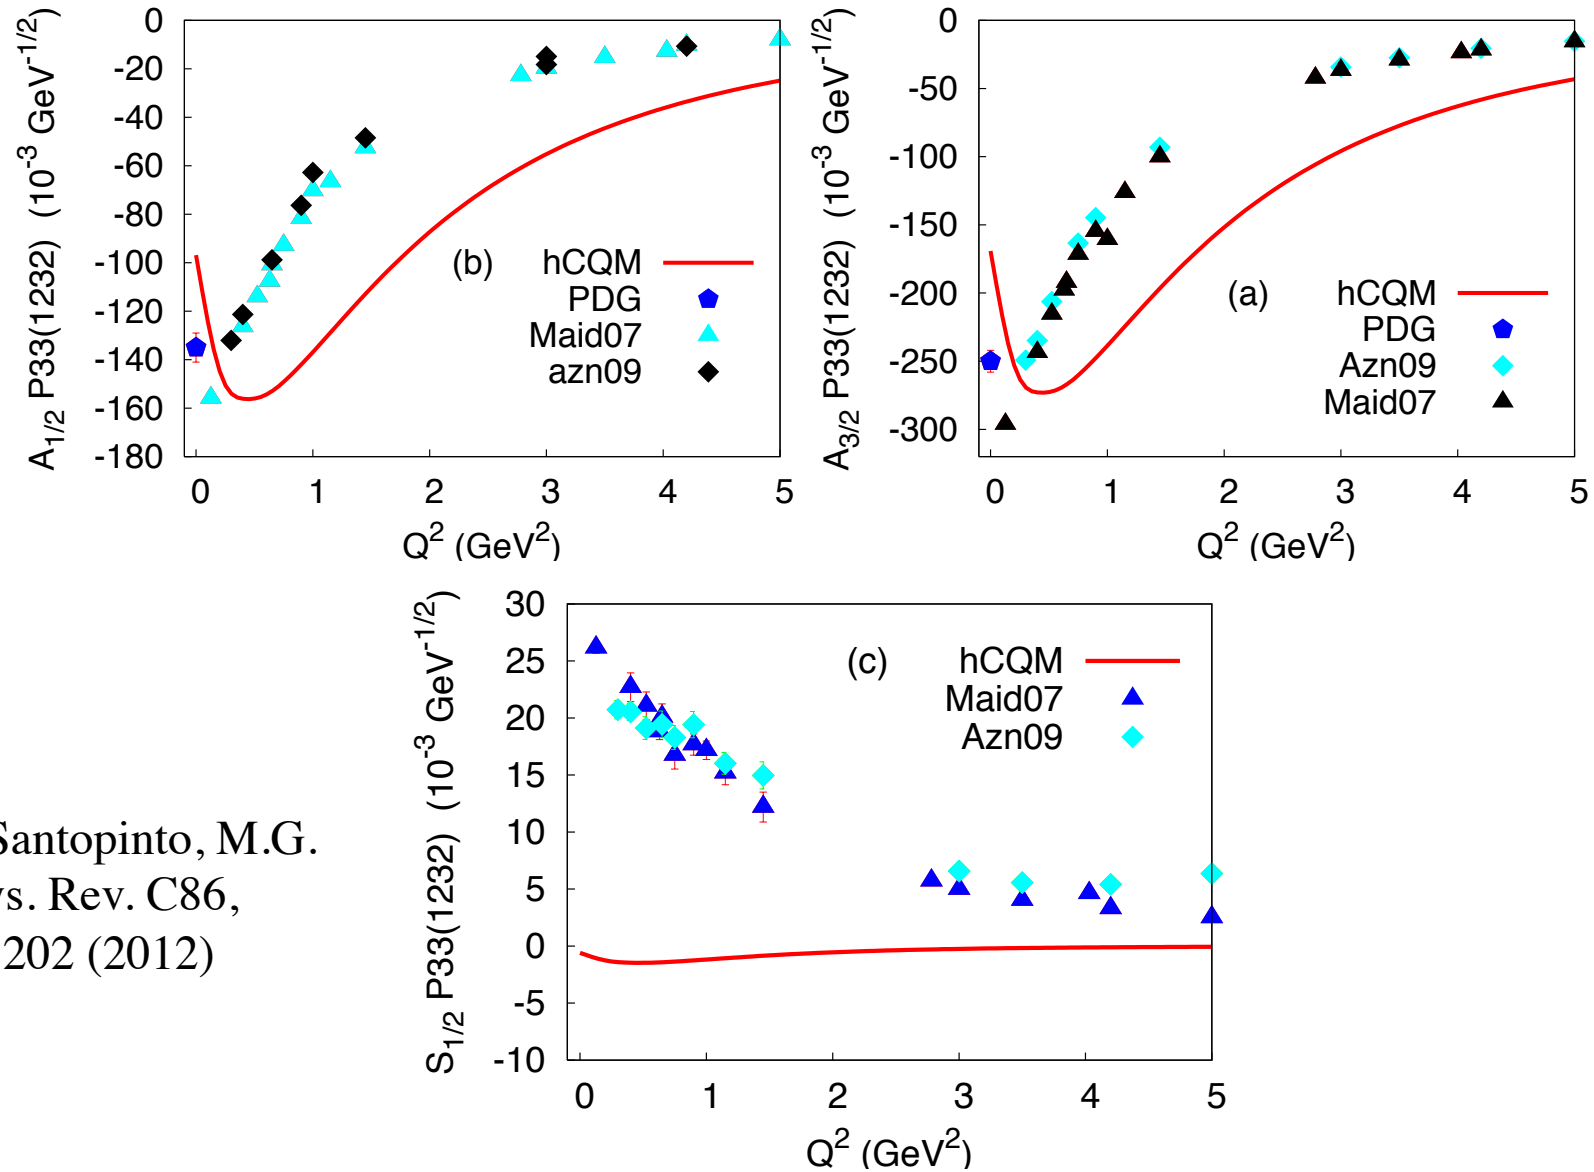 A1/2 P33(1232) (10-3 GeV-1/2)
0
-20
-40
-60
-80
-100
-120
-140
-160
-180
0 1 2 3 4 5
Q2 (GeV2)
(b)
hCQM
PDG
Maid07
azn09
A3/2 P33(1232) (10-3 GeV-1/2)
0
-50
-100
-150
-200
-250
-300
0 1 2 3 4 5
Q2 (GeV2)
(a)
hCQM
PDG
Azn09
Maid07
S1/2 P33(1232) (10-3 GeV-1/2)
30
25
20
15
10
5
0
-5
-10
0 1 2 3 4 5
Q2 (GeV2)
(c)
hCQM
Maid07
Azn09
Santopinto, M.G.
s. Rev. C86,
202 (2012)